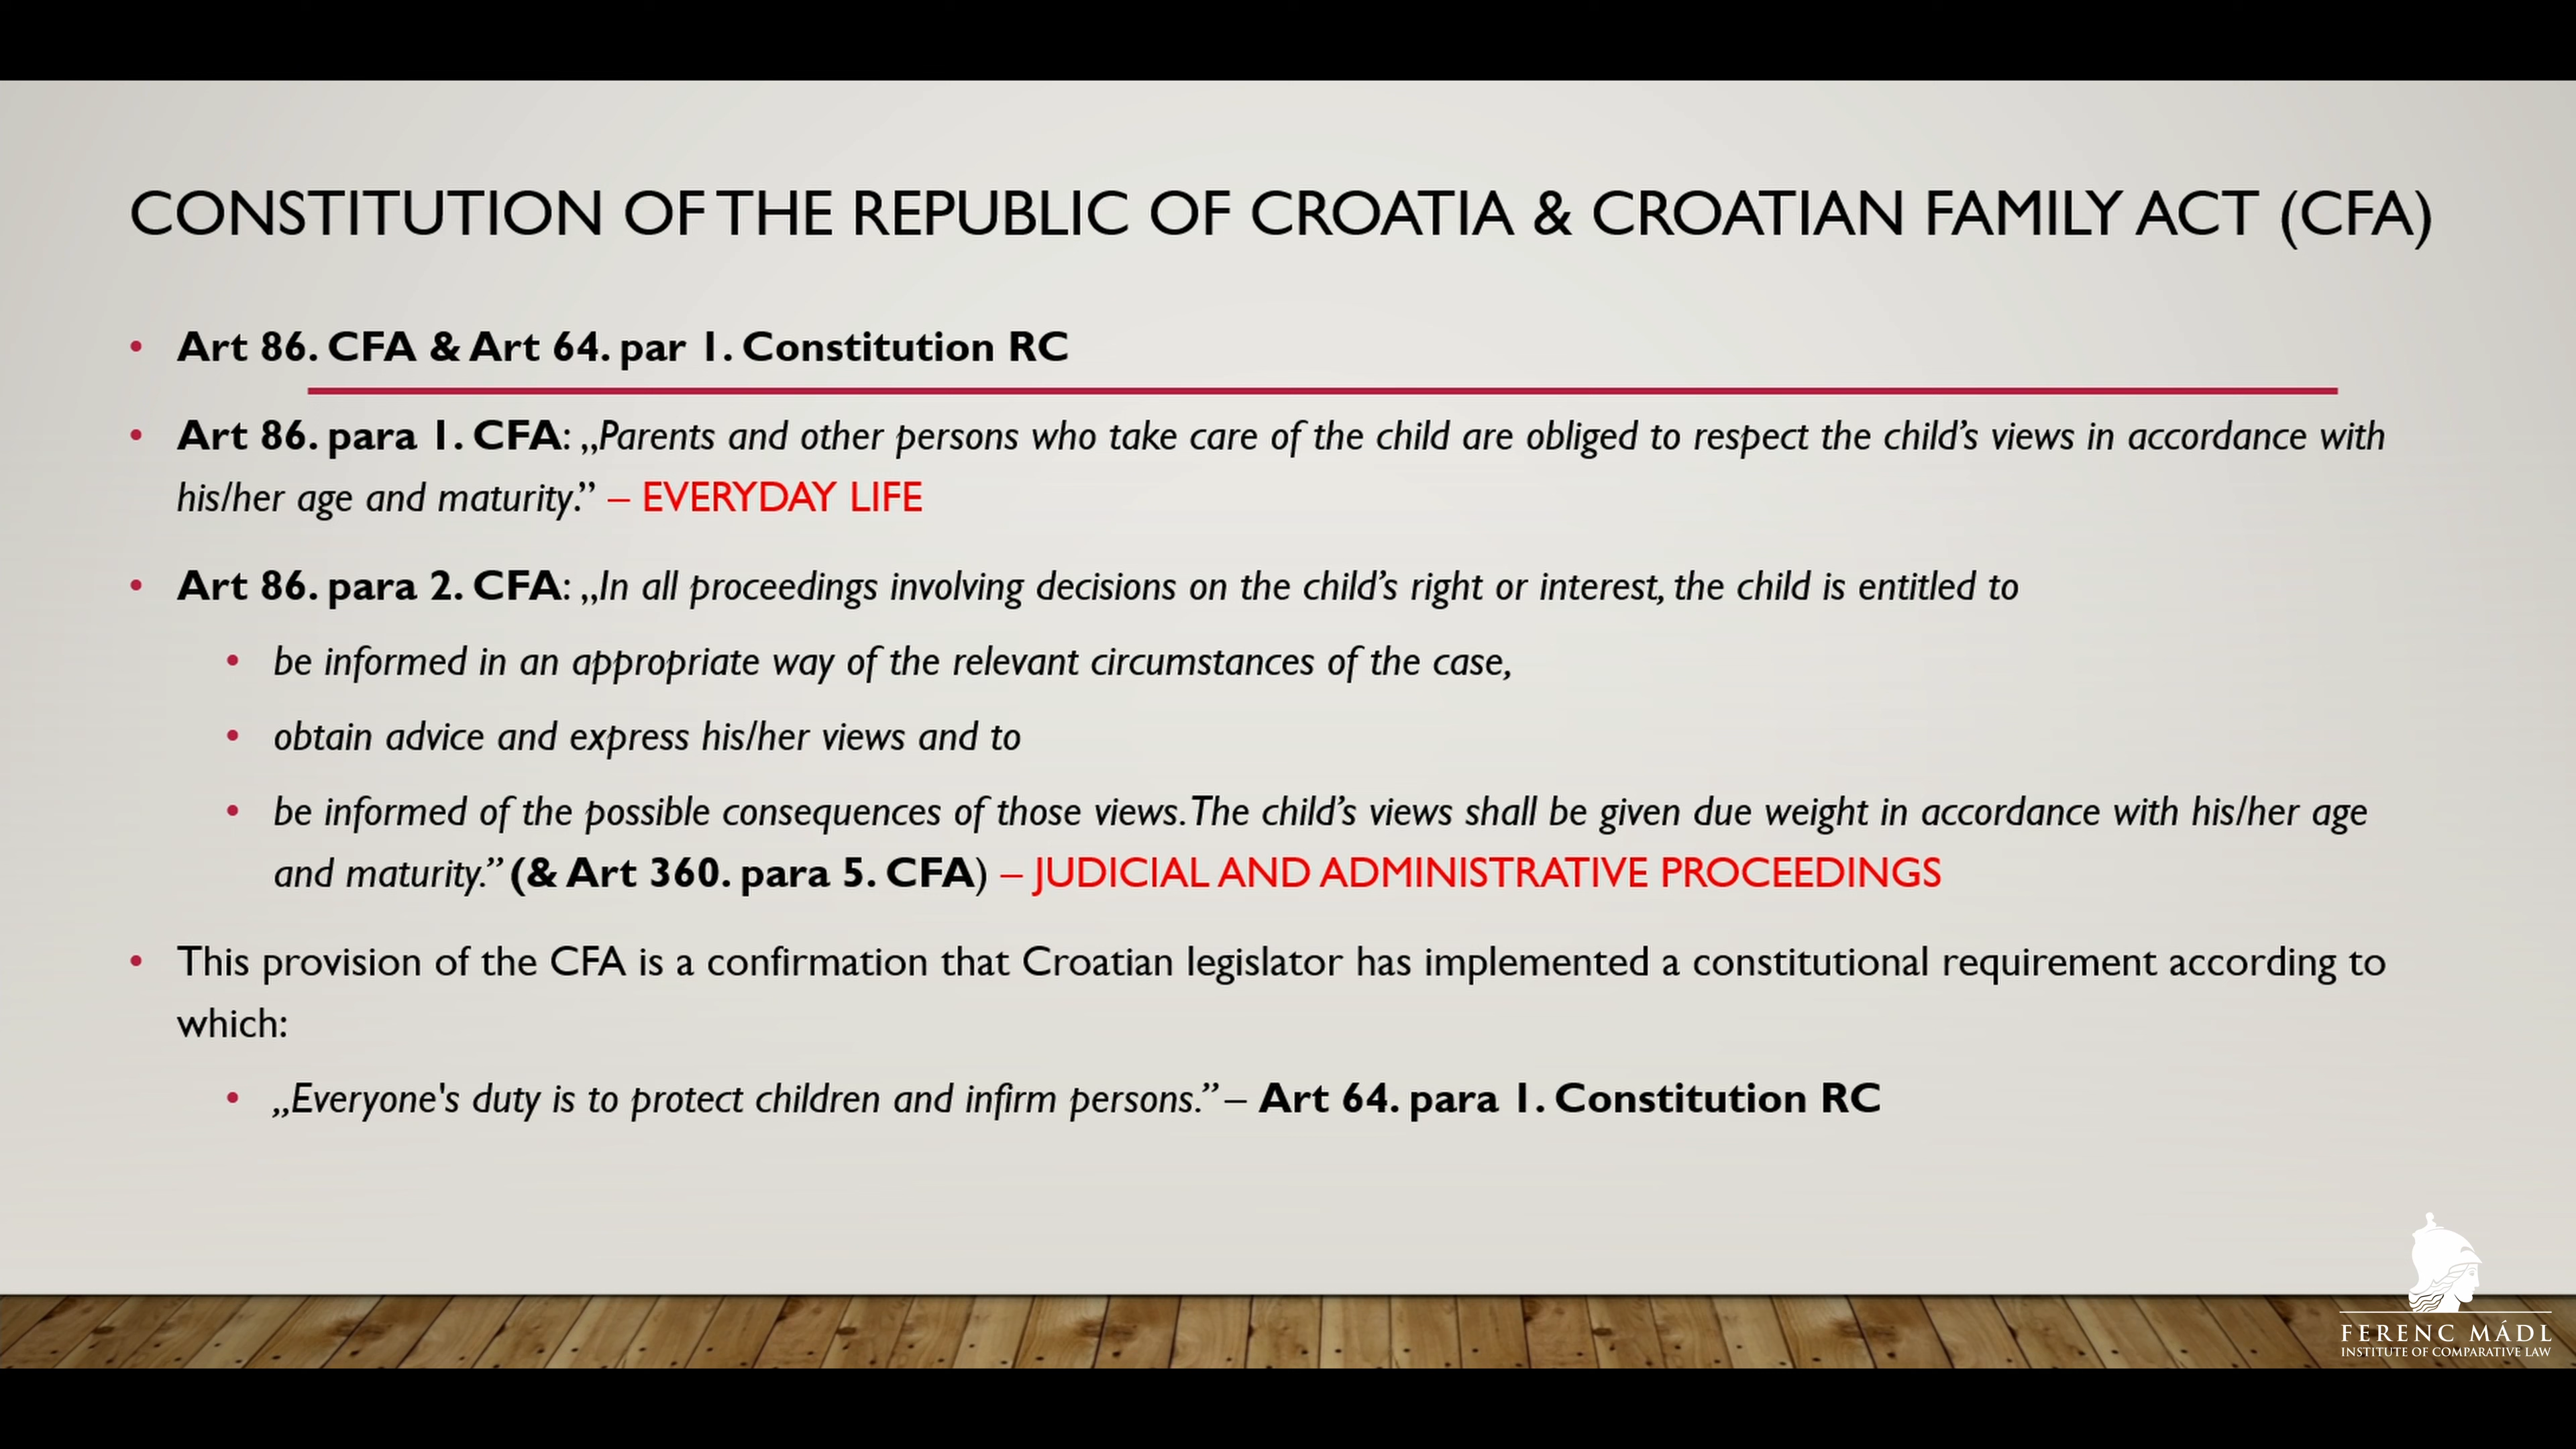 CONSTITUTION OF THE REPUBLIC OF CROATIA & CROATIAN FAMILY ACT (CFA)
• Art 86. CFA & Art 64. par 1. Constitution RC
• Art 86. para 1. CFA: „Parents and other persons who take care of the child are obliged to respect the child’s views in accordance with
his/her age and maturity.” – EVERYDAY LIFE
• Art 86. para 2. CFA: „In all proceedings involving decisions on the child’s right or interest, the child is entitled to
• be informed in an appropriate way of the relevant circumstances of the case,
• obtain advice and express his/her views and to
• be informed of the possible consequences of those views. The child’s views shall be given due weight in accordance with his/her age
and maturity.” (& Art 360. para 5. CFA) – JUDICIAL AND ADMINISTRATIVE PROCEEDINGS
• This provision of the CFA is a confirmation that Croatian legislator has implemented a constitutional requirement according to
which:
• „Everyone's duty is to protect children and infirm persons.” – Art 64. para 1. Constitution RC
FERENC MÁDL
INSTITUTE OF COMPARATIVE LAW